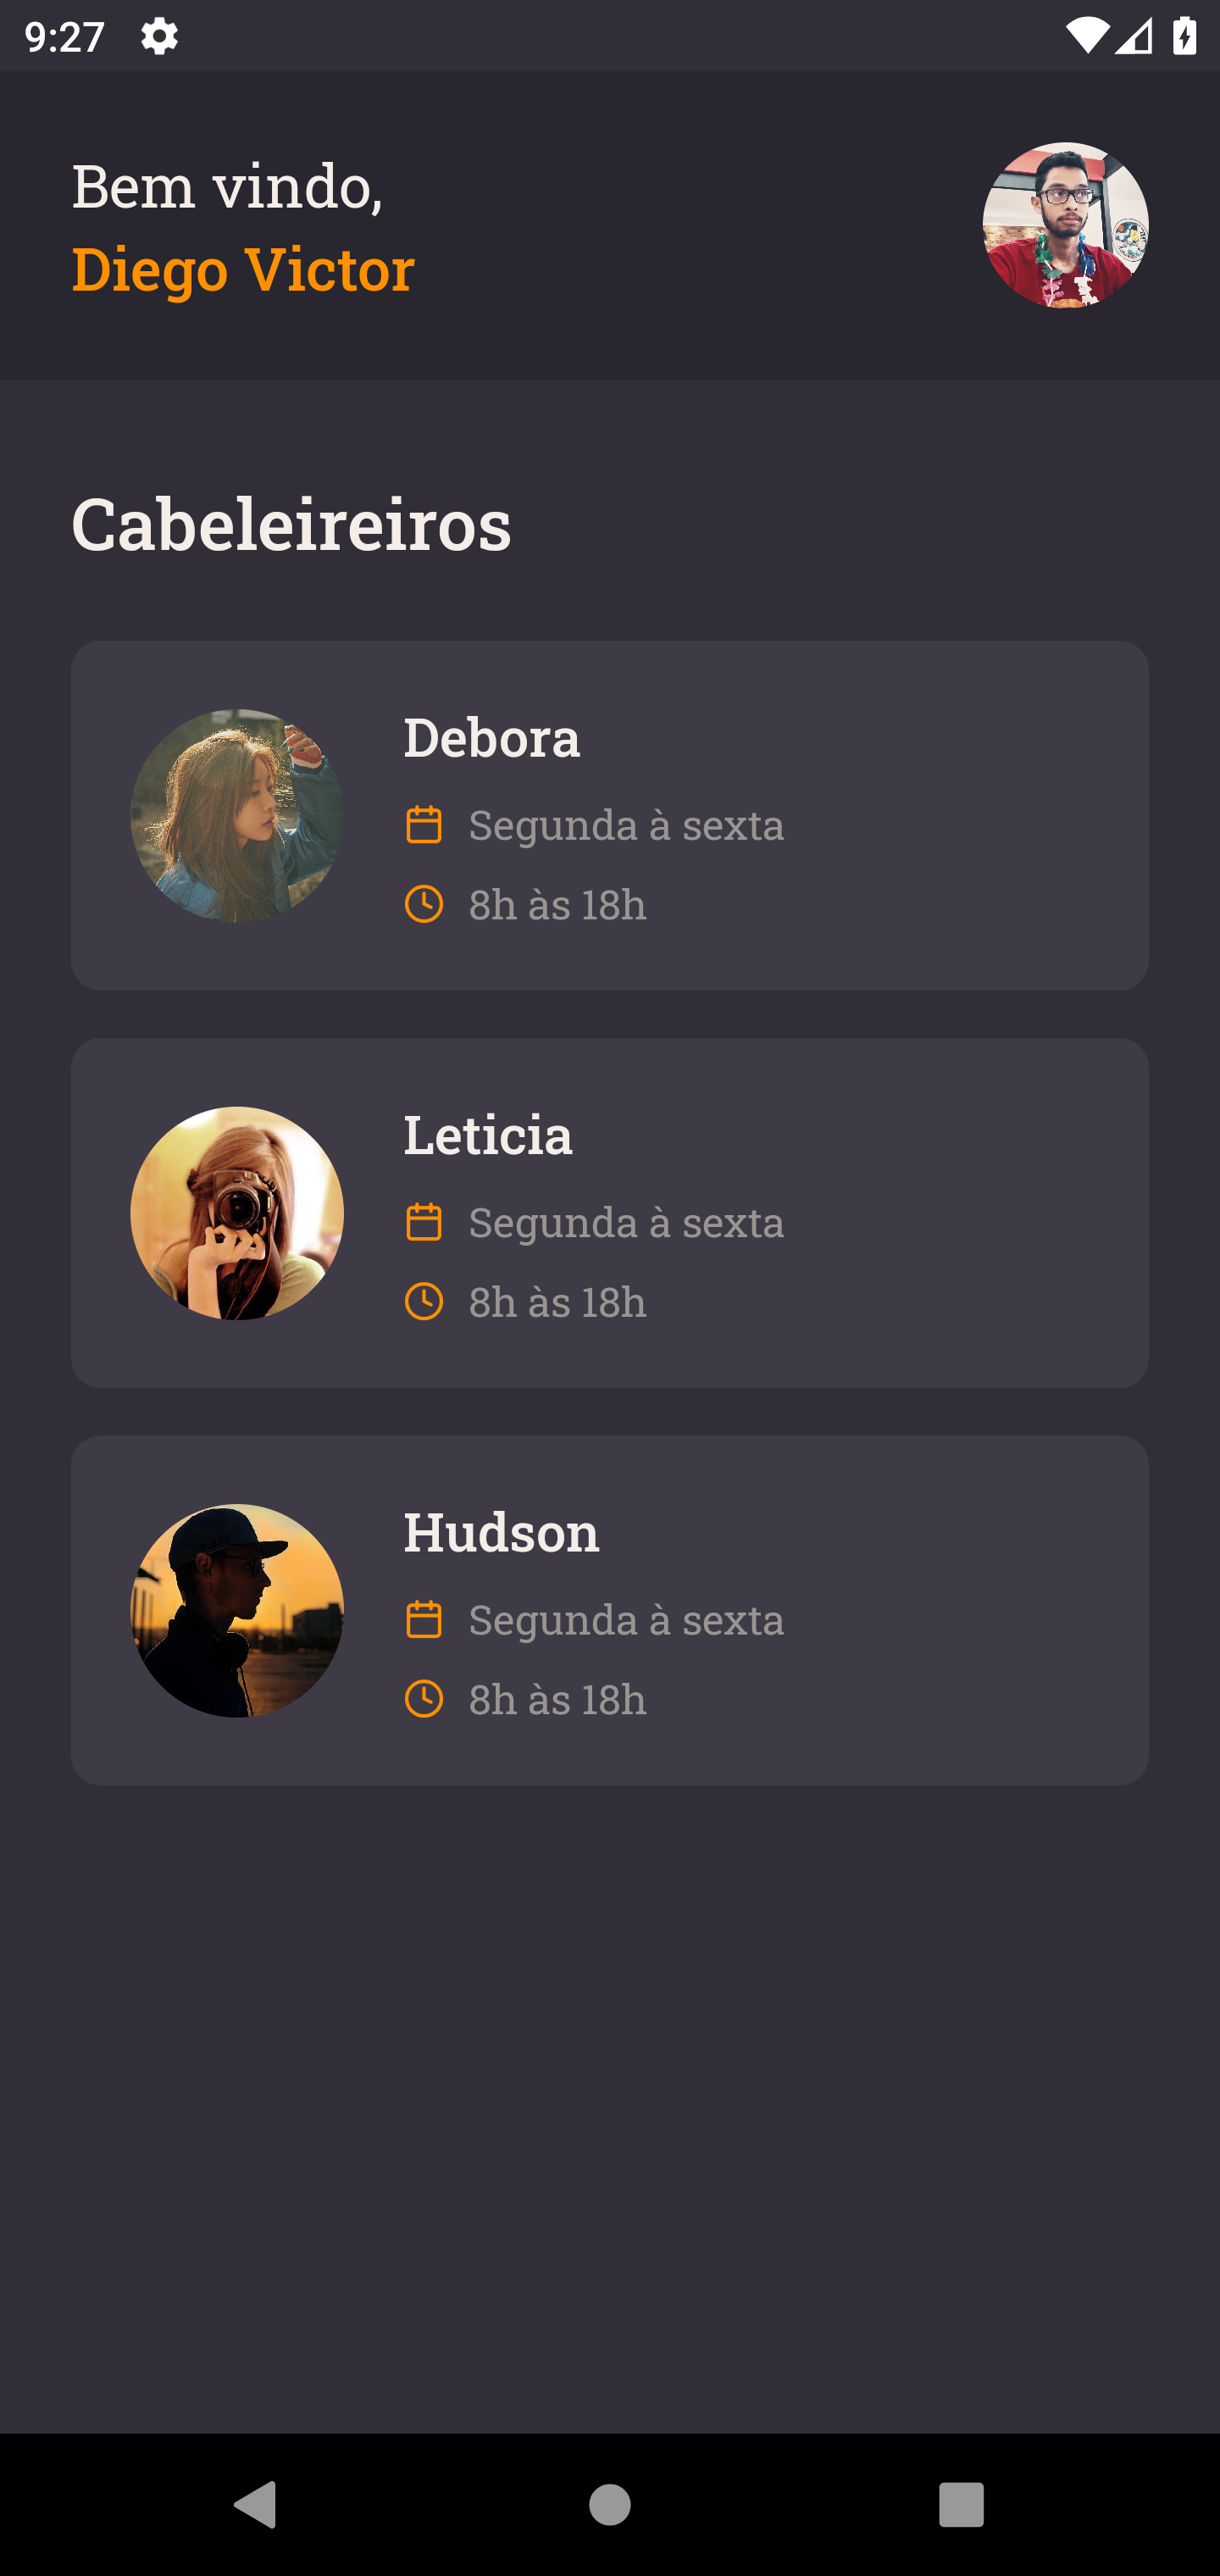 9:27
Bem vindo,
Diego Victor
Cabeleireiros
Debora
Segunda à sexta
8h às 18h
Leticia
Segunda à sexta
8h às 18h
Hudson
Segunda à sexta
8h às 18h